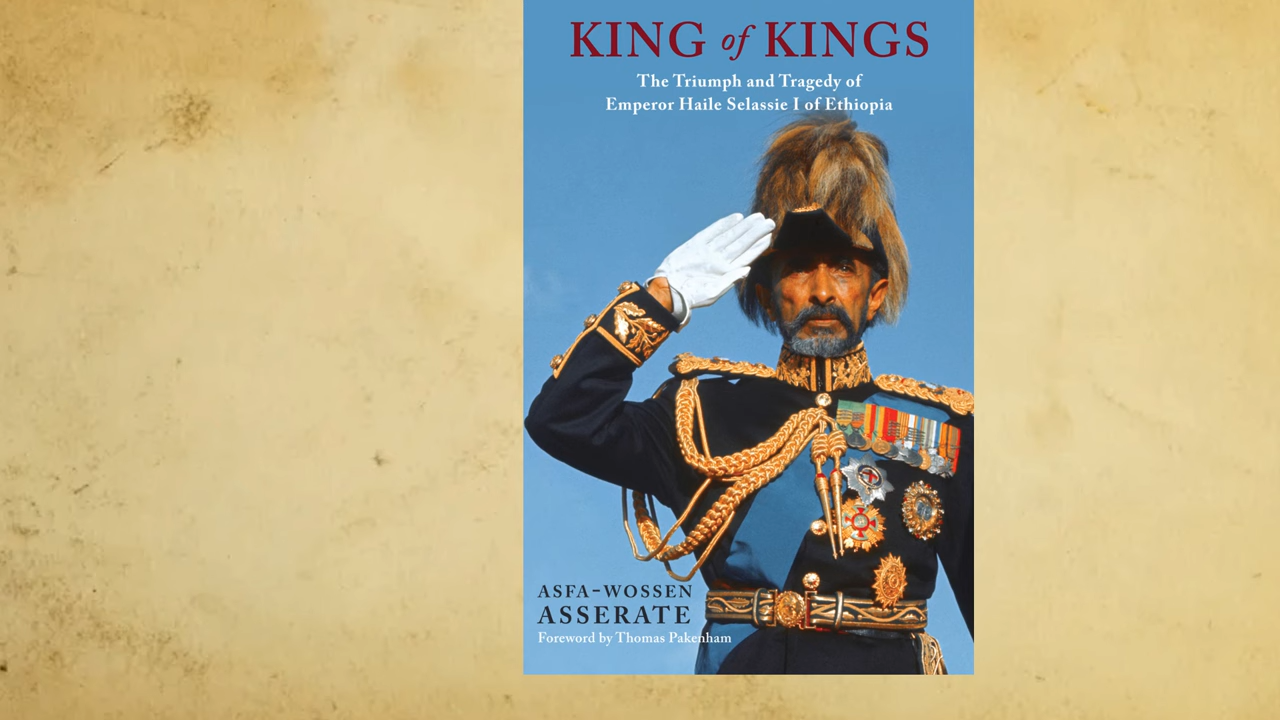 KING of KINGS
The Triumph and Tragedy of
Emperor Haile Selassie I of Ethiopia
ASFA-WOSSEN
ASSERATE
Foreword by Thomas Pakenham